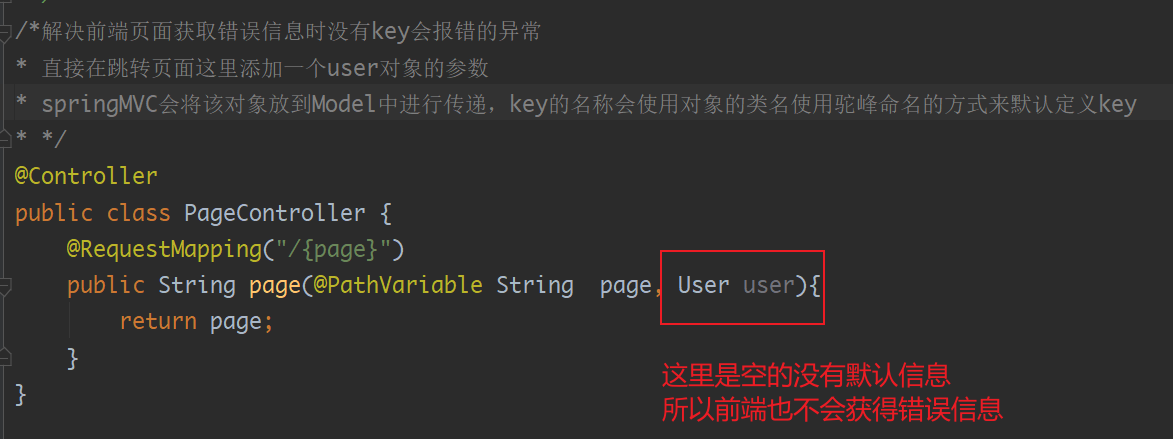 /*解决前端页面获取错误信息时没有key会报错的异常
* 直接在跳转页面这里添加一个user对象的参数
* springMVC会将该对象放到Model中进行传递，key的名称会使用对象的类名使用驼峰命名的方式来默认定义key
* */
@Controller
public class PageController {
    @RequestMapping("/{page}")
    public String page(@PathVariable String  page, User user){
        return page;
    }
}
这里是空的没有默认信息
所以前端也不会获得错误信息